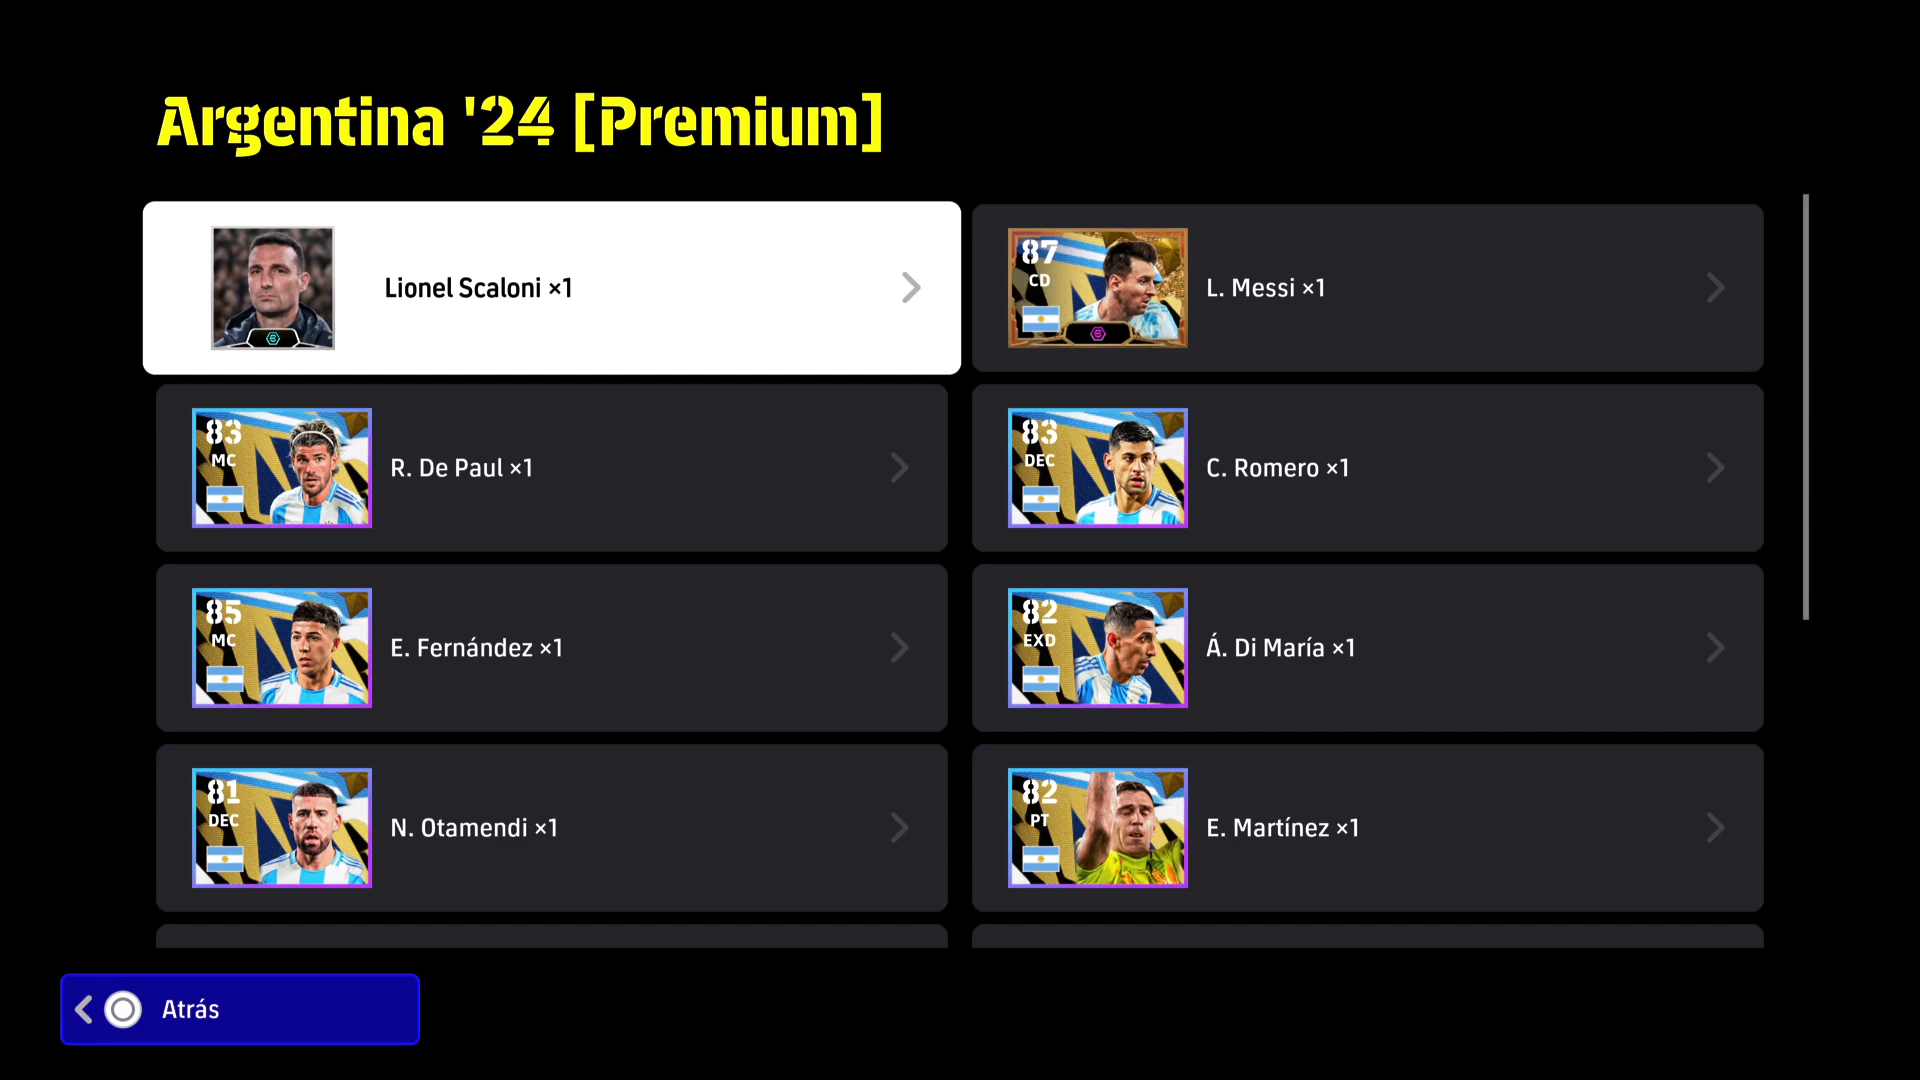 Argentina '24 [Premium]
Lionel Scaloni ×1
87
CD
L. Messi ×1
83
MC
R. De Paul ×1
83
DEC
C. Romero ×1
85
MC
E. Fernández ×1
82
EXD
Á. Di María ×1
81
DEC
N. Otamendi ×1
82
PT
E. Martínez ×1
Atrás